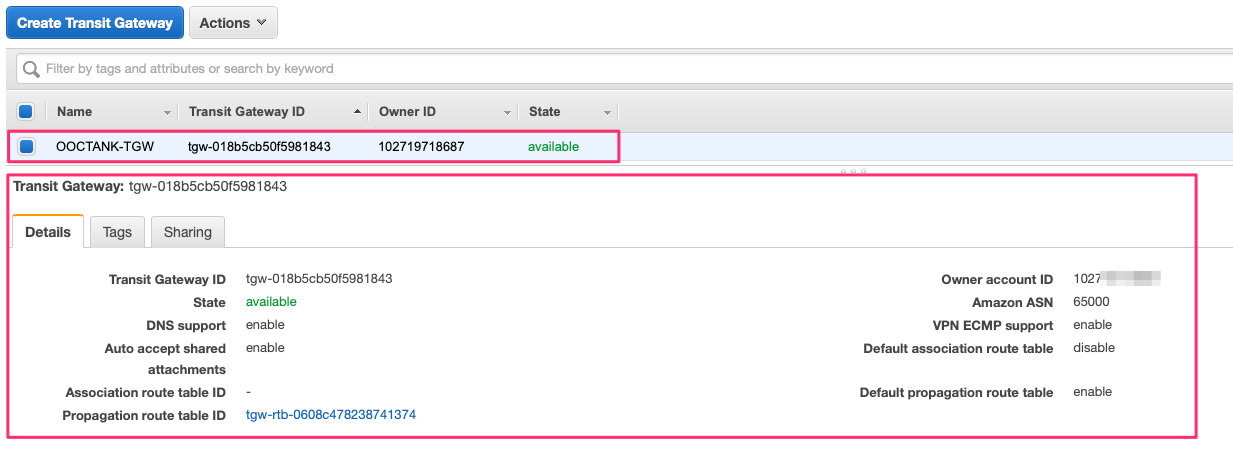 Create Transit Gateway Actions
Filter by tags and attributes or search by keyword
Name Transit Gateway ID Owner ID State
OOCTANK-TGW tgw-018b5cb50f5981843 102719718687 available
Transit Gateway: tgw-018b5cb50f5981843
Details Tags Sharing
Transit Gateway ID tgw-018b5cb50f5981843 Owner account ID 1027
State available Amazon ASN 65000
DNS support enable VPN ECMP support enable
Auto accept shared enable Default association route table disable
attachments
Association route table ID - Default propagation route table enable
Propagation route table ID tgw-rtb-0608c478238741374